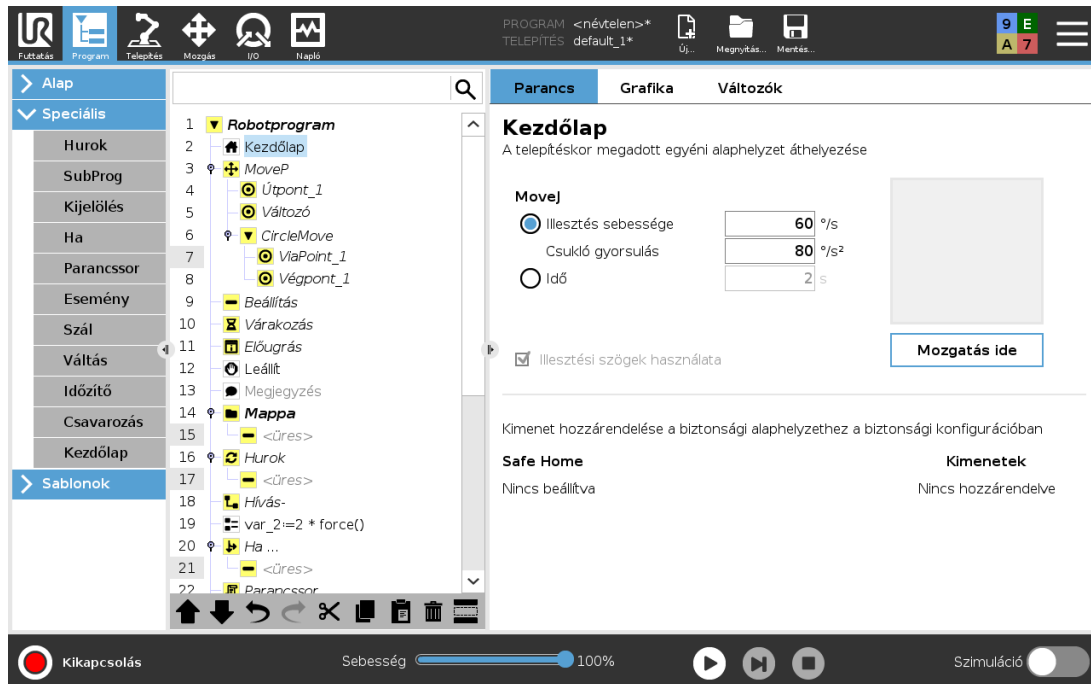 UR
PROGRAM <névtelen>*
TELEPÍTÉS default_1*
Futtatás Program Telepítés Mozgás I/O Napló
Új... Megnyitás... Mentés...
9 E
A 7
Alap
Speciális
Hurok
SubProg
Kijelölés
Ha
Parancssor
Esemény
Szál
Váltás
Időzítő
Csavarozás
Kezdőlap
Sablonok
1 Robotprogram
2 Kezdőlap
3 MoveP
4 Útpont_1
5 Változó
6 CircleMove
7 ViaPoint_1
8 Végpont_1
9 Beállítás
10 Várakozás
11 Előugrás
12 Leállít
13 Megjegyzés
14 Mappa
15 <üres>
16 Hurok
17 <üres>
18 Hívás-
19 var_2:=2 * force()
20 Ha ...
21 <üres>
22 Parancssor
Parancs Grafika Változók
Kezdőlap
A telepítéskor megadott egyéni alaphelyzet áthelyezése
MoveJ
Illesztés sebessége 60 °/s
Csukló gyorsulás 80 °/s²
Idő 2 s
Illesztési szögek használata
Mozgatás ide
Kimenet hozzárendelése a biztonsági alaphelyzethez a biztonsági konfigurációban
Safe Home Kimenetek
Nincs beállítva Nincs hozzárendelve
Kikapcsolás
Sebesség 100%
Szimuláció